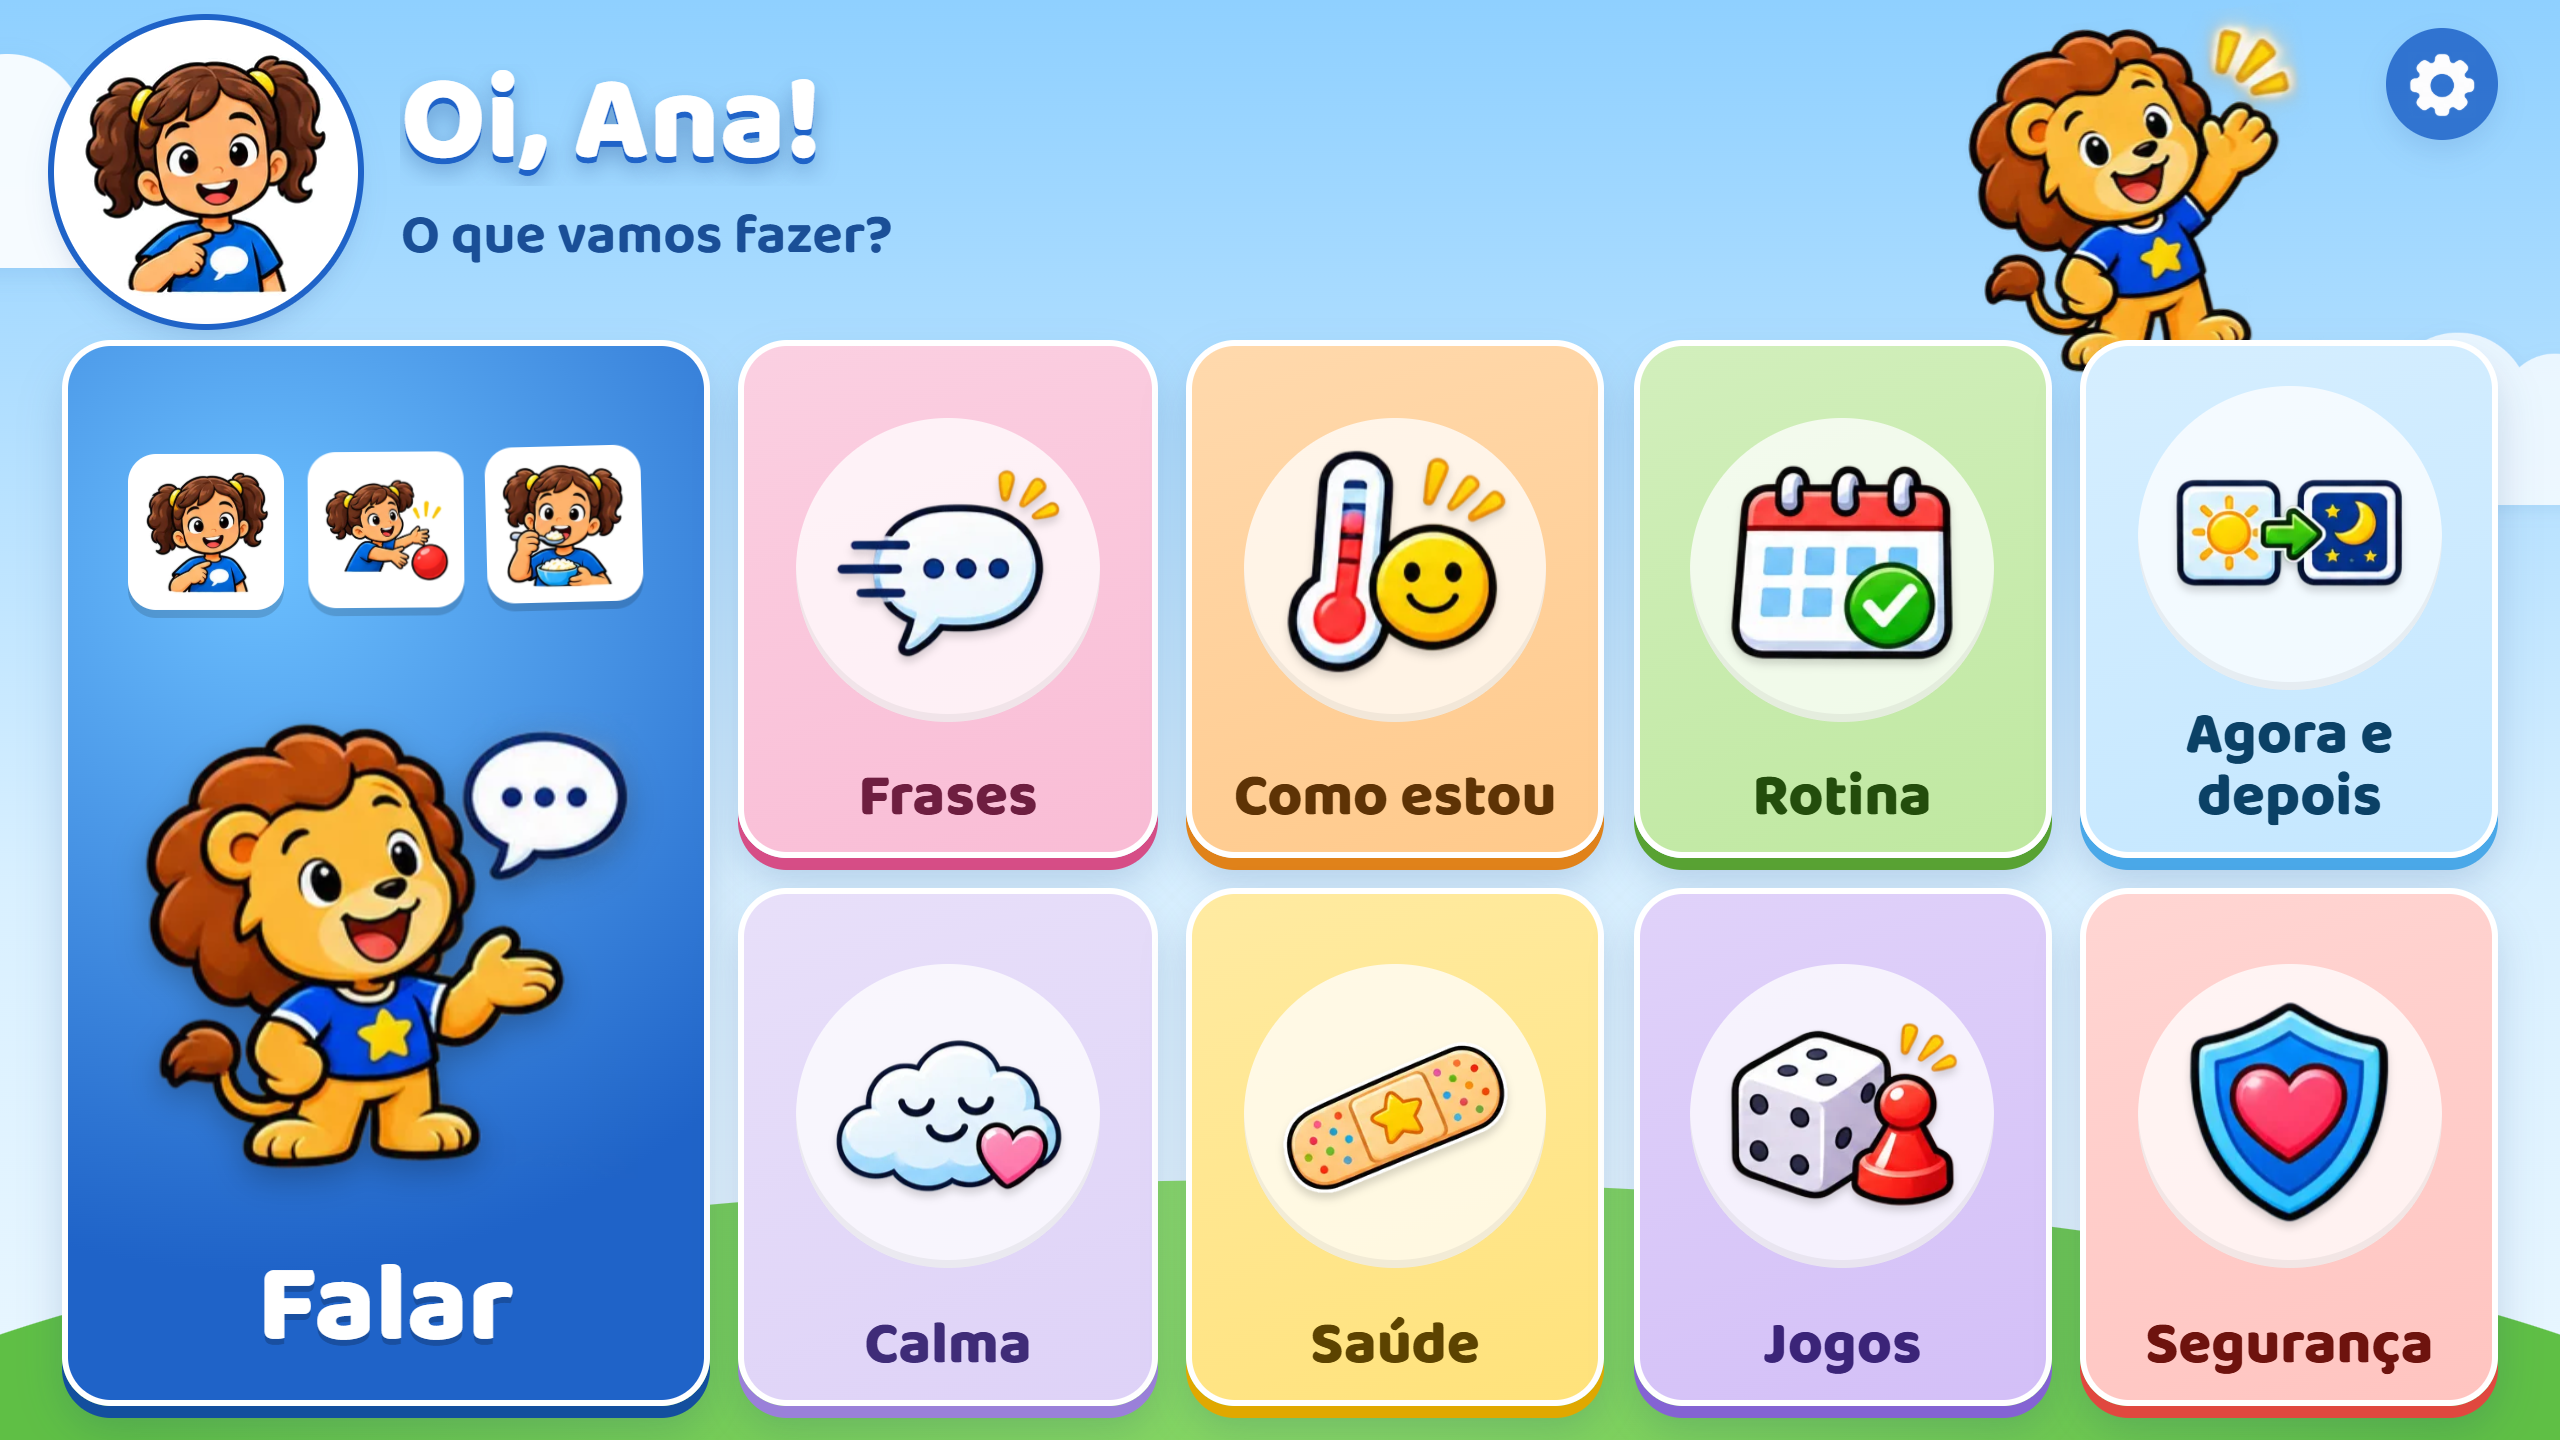 Oi, Ana!
O que vamos fazer?
Falar
Frases
Como estou
Rotina
Agora e
depois
Calma
Saúde
Jogos
Segurança